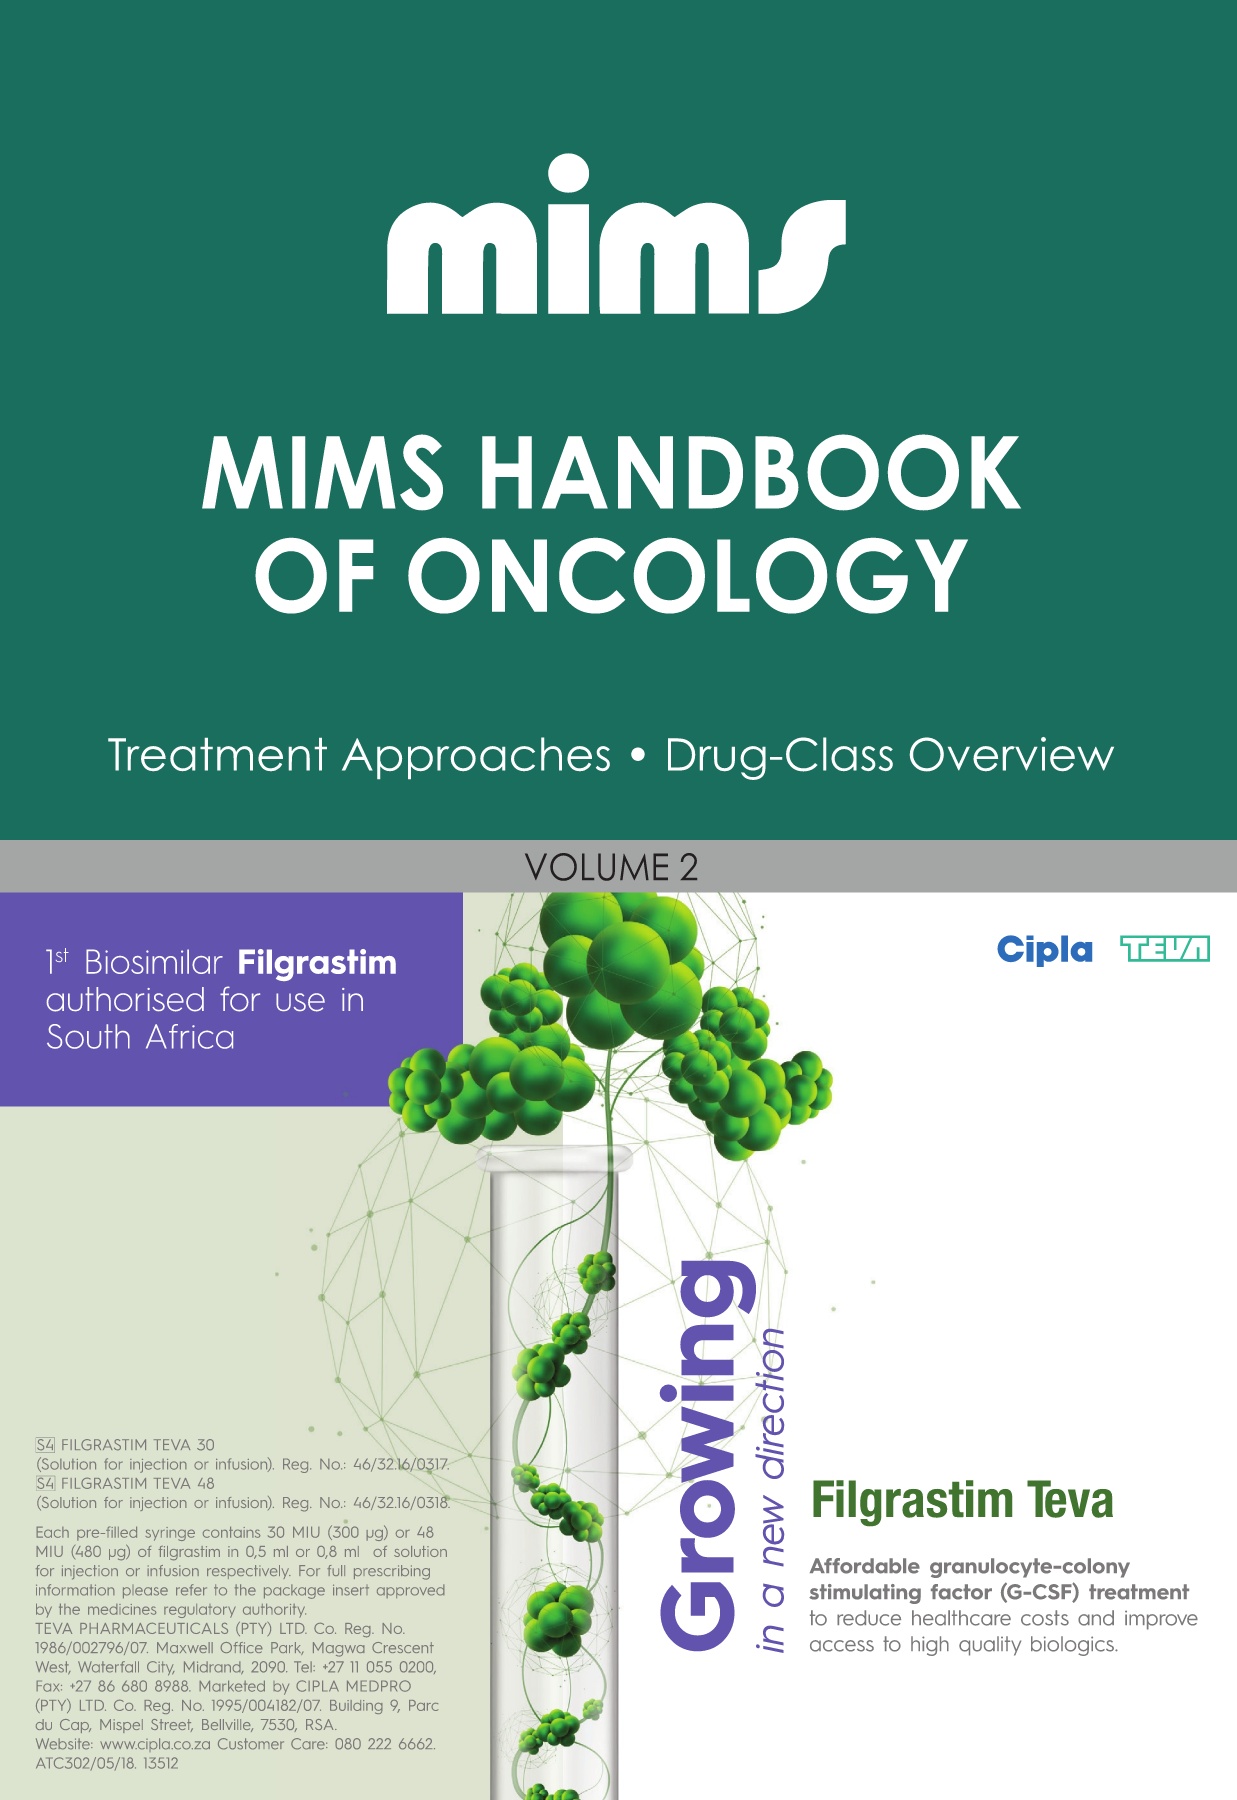 mims
MIMS HANDBOOK
OF ONCOLOGY
Treatment Approaches • Drug-Class Overview
VOLUME 2
1st Biosimilar Filgrastim
authorised for use in
South Africa
Cipla TEVA
Growing
in a new direction
Filgrastim Teva
Affordable granulocyte-colony
stimulating factor (G-CSF) treatment
to reduce healthcare costs and improve
access to high quality biologics.
S4 FILGRASTIM TEVA 30
(Solution for injection or infusion). Reg. No.: 46/32.16/0317.
S4 FILGRASTIM TEVA 48
(Solution for injection or infusion). Reg. No.: 46/32.16/0318.
Each pre-filled syringe contains 30 MIU (300 µg) or 48
MIU (480 µg) of filgrastim in 0,5 ml or 0,8 ml of solution
for injection or infusion respectively. For full prescribing
information please refer to the package insert approved
by the medicines regulatory authority.
TEVA PHARMACEUTICALS (PTY) LTD. Co. Reg. No.
1986/002796/07. Maxwell Office Park, Magwa Crescent
West, Waterfall City, Midrand, 2090. Tel: +27 11 055 0200,
Fax: +27 86 680 8988. Marketed by CIPLA MEDPRO
(PTY) LTD. Co. Reg. No. 1995/004182/07. Building 9, Parc
du Cap, Mispel Street, Bellville, 7530, RSA.
Website: www.cipla.co.za Customer Care: 080 222 6662.
ATC302/05/18. 13512